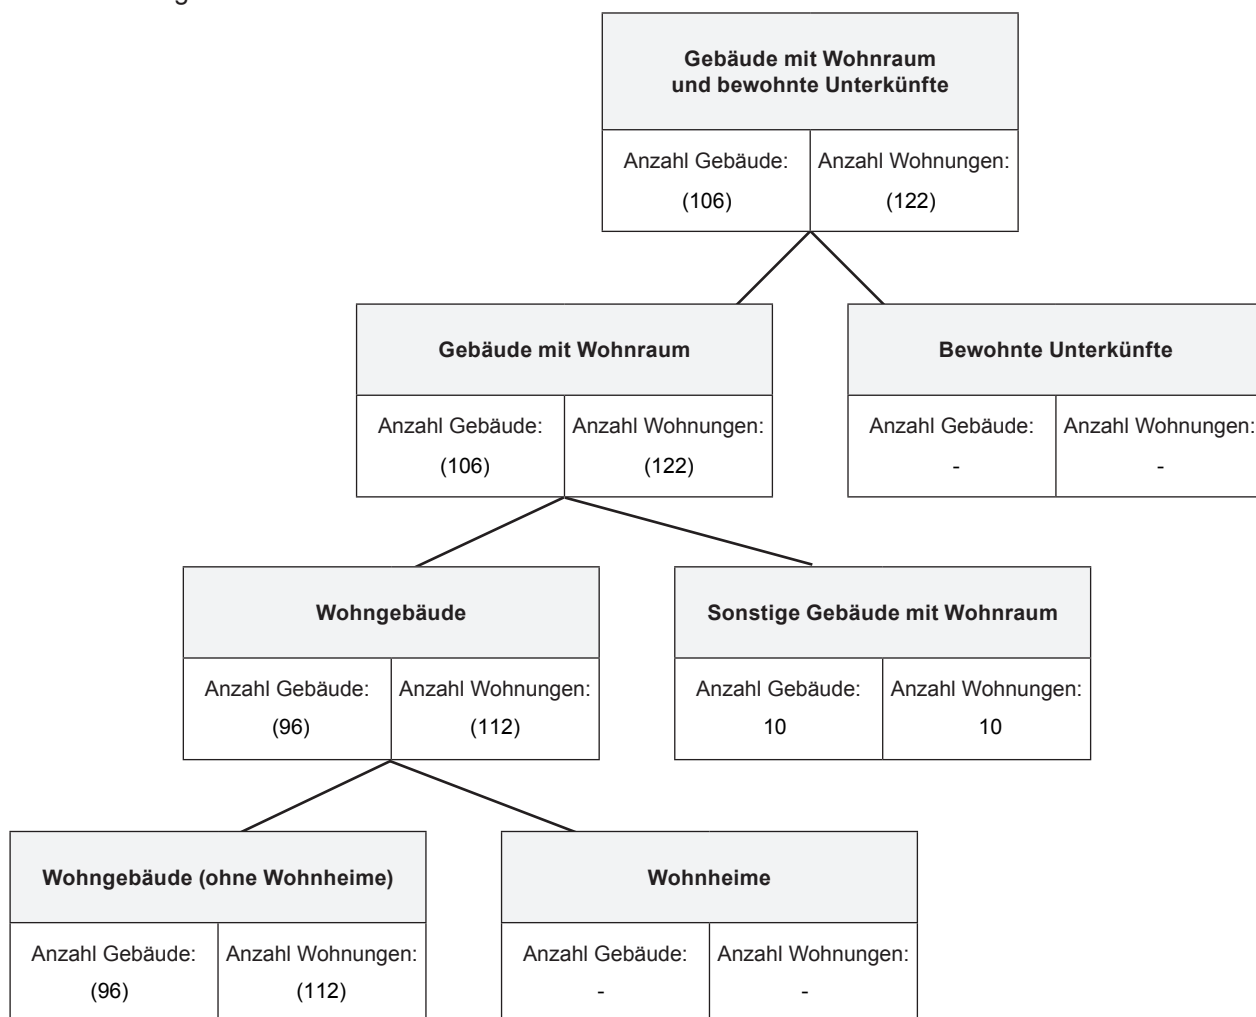 Gebäude mit Wohnraum
und bewohnte Unterkünfte
Anzahl Gebäude: Anzahl Wohnungen:
(106) (122)
Gebäude mit Wohnraum Bewohnte Unterkünfte
Anzahl Gebäude: Anzahl Wohnungen: Anzahl Gebäude: Anzahl Wohnungen:
(106) (122) - -
Wohngebäude Sonstige Gebäude mit Wohnraum
Anzahl Gebäude: Anzahl Wohnungen: Anzahl Gebäude: Anzahl Wohnungen:
(96) (112) 10 10
Wohngebäude (ohne Wohnheime) Wohnheime
Anzahl Gebäude: Anzahl Wohnungen: Anzahl Gebäude: Anzahl Wohnungen:
(96) (112) - -